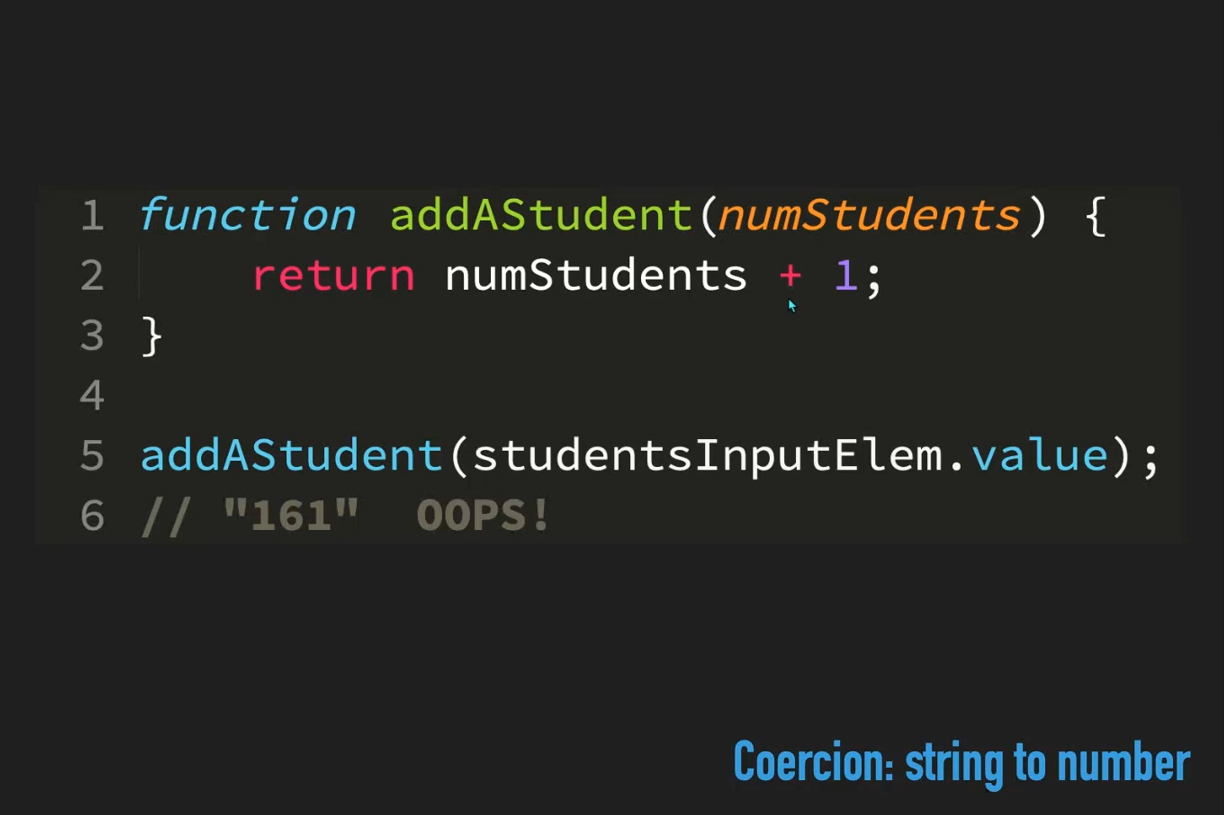 1 function addAStudent(numStudents) {
2 return numStudents + 1;
3 }
4
5 addAStudent(studentsInputElem.value);
6 // "161" OOPS!
Coercion: string to number